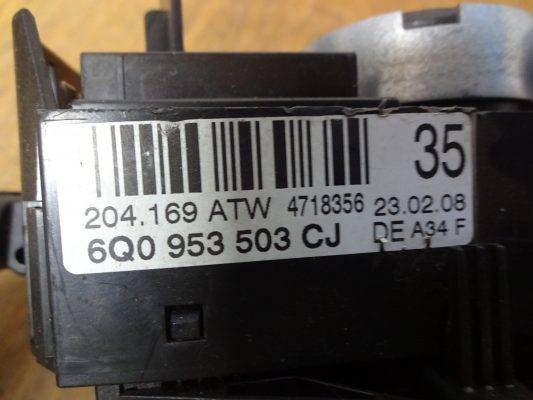 35
204.169 ATW 4718356 23.02.08
6Q0 953 503 CJ DE A34 F